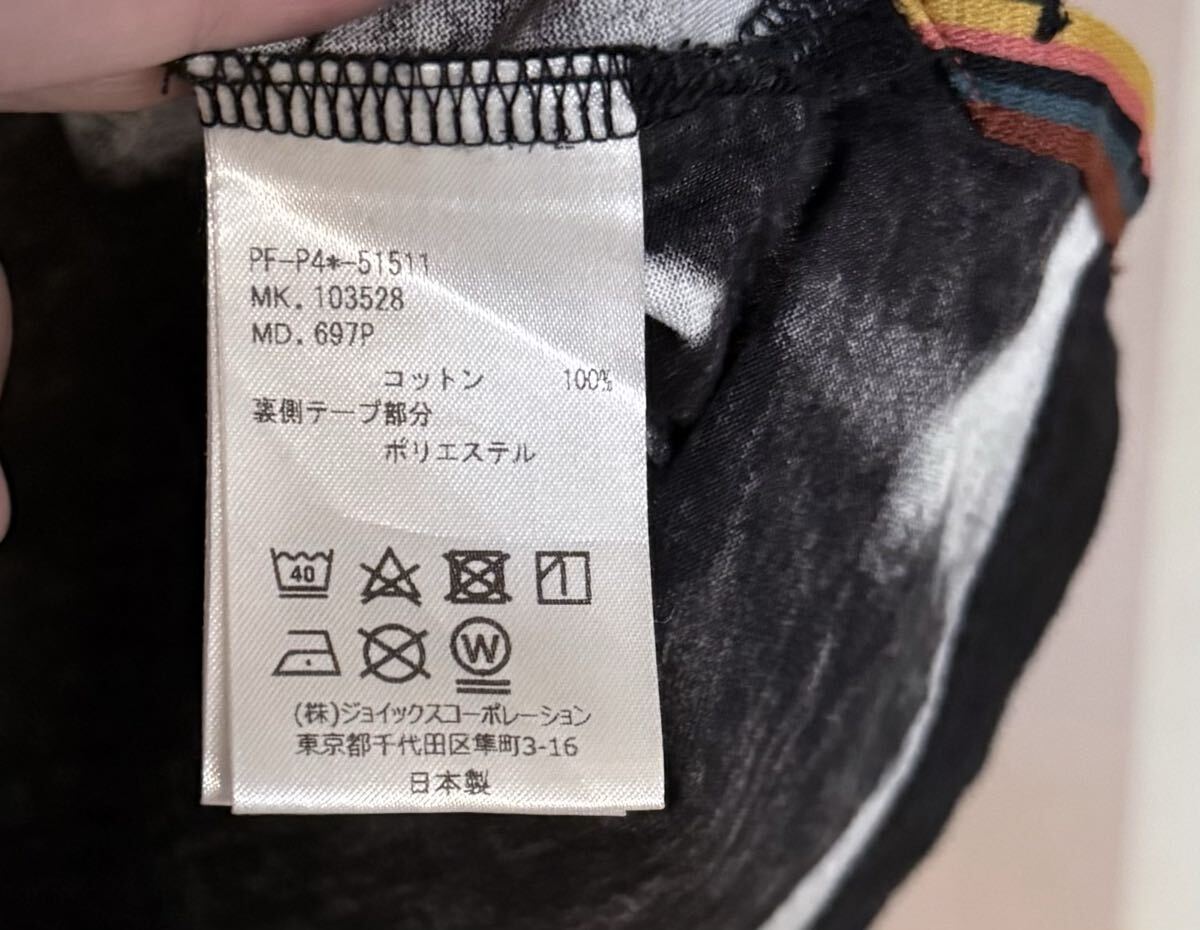 PF-P4*-51511
MK. 103528
MD. 697P
コットン 100%
裏側テープ部分
ポリエステル
40
W
(株)ジョイックスコーポレーション
東京都千代田区隼町3-16
日本製